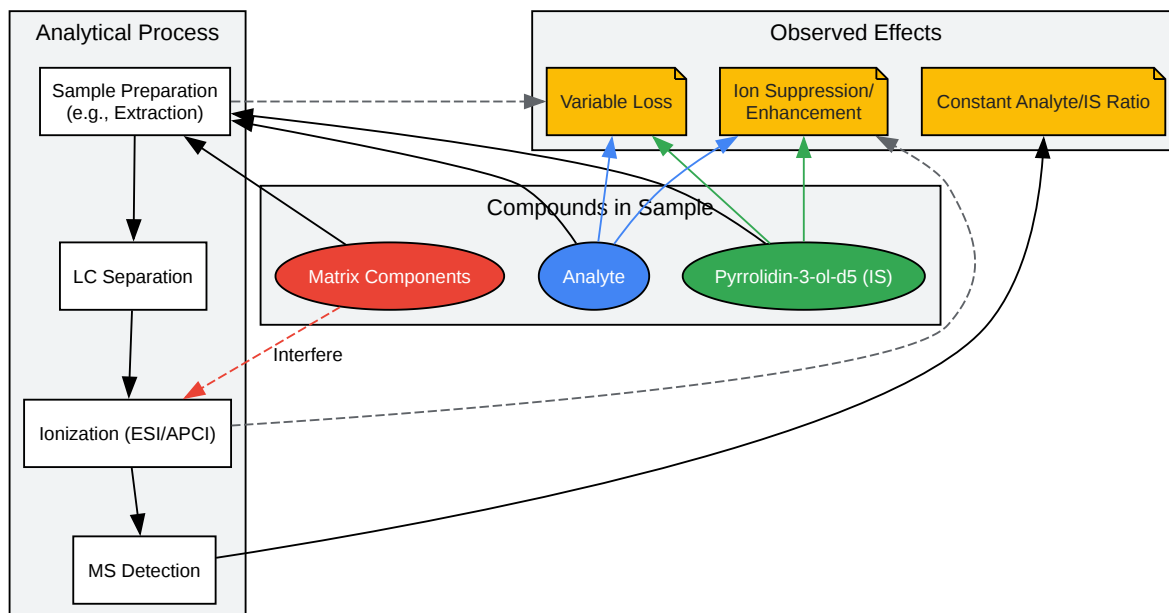 Analytical Process
Observed Effects
Sample Preparation
(e.g., Extraction)
Variable Loss
Ion Suppression/
Enhancement
Constant Analyte/IS Ratio
Compounds in Sample
LC Separation
Matrix Components
Analyte
Pyrrolidin-3-ol-d5 (IS)
Interfere
Ionization (ESI/APCI)
MS Detection